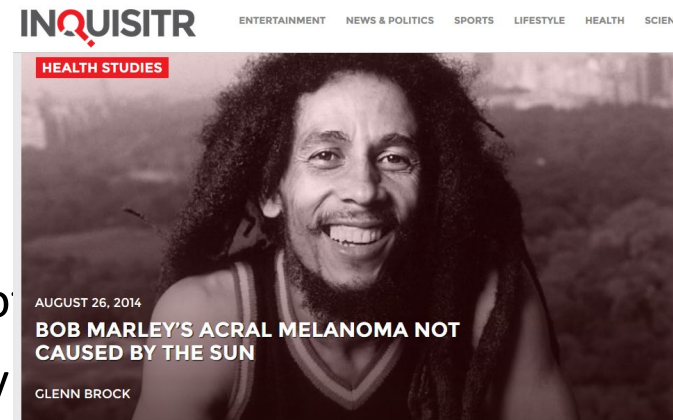 INQUISITR
ENTERTAINMENT NEWS & POLITICS SPORTS LIFESTYLE HEALTH
HEALTH STUDIES
AUGUST 26, 2014
BOB MARLEY'S ACRAL MELANOMA NOT
CAUSED BY THE SUN
GLENN BROCK